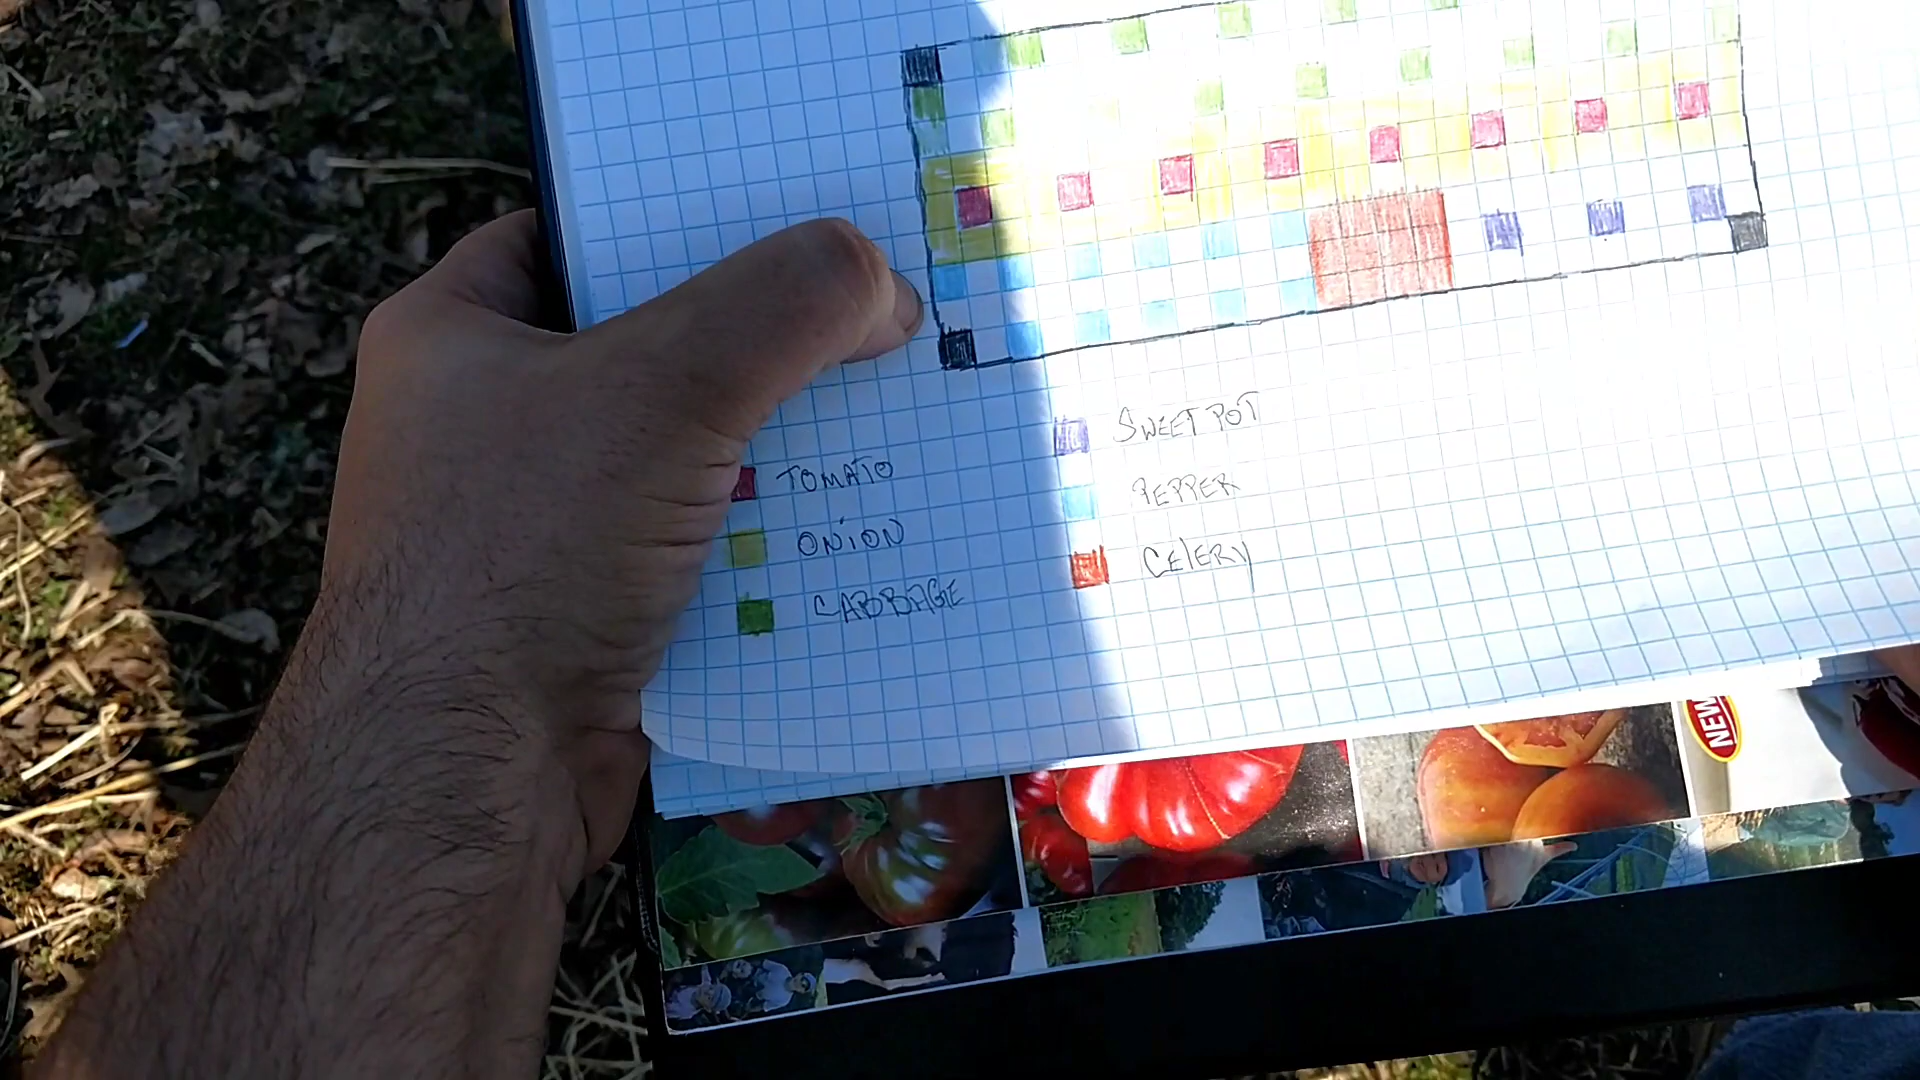 TOMATO
ONION
CABBAGE
SWEET POT
PEPPER
CELERY
NEW